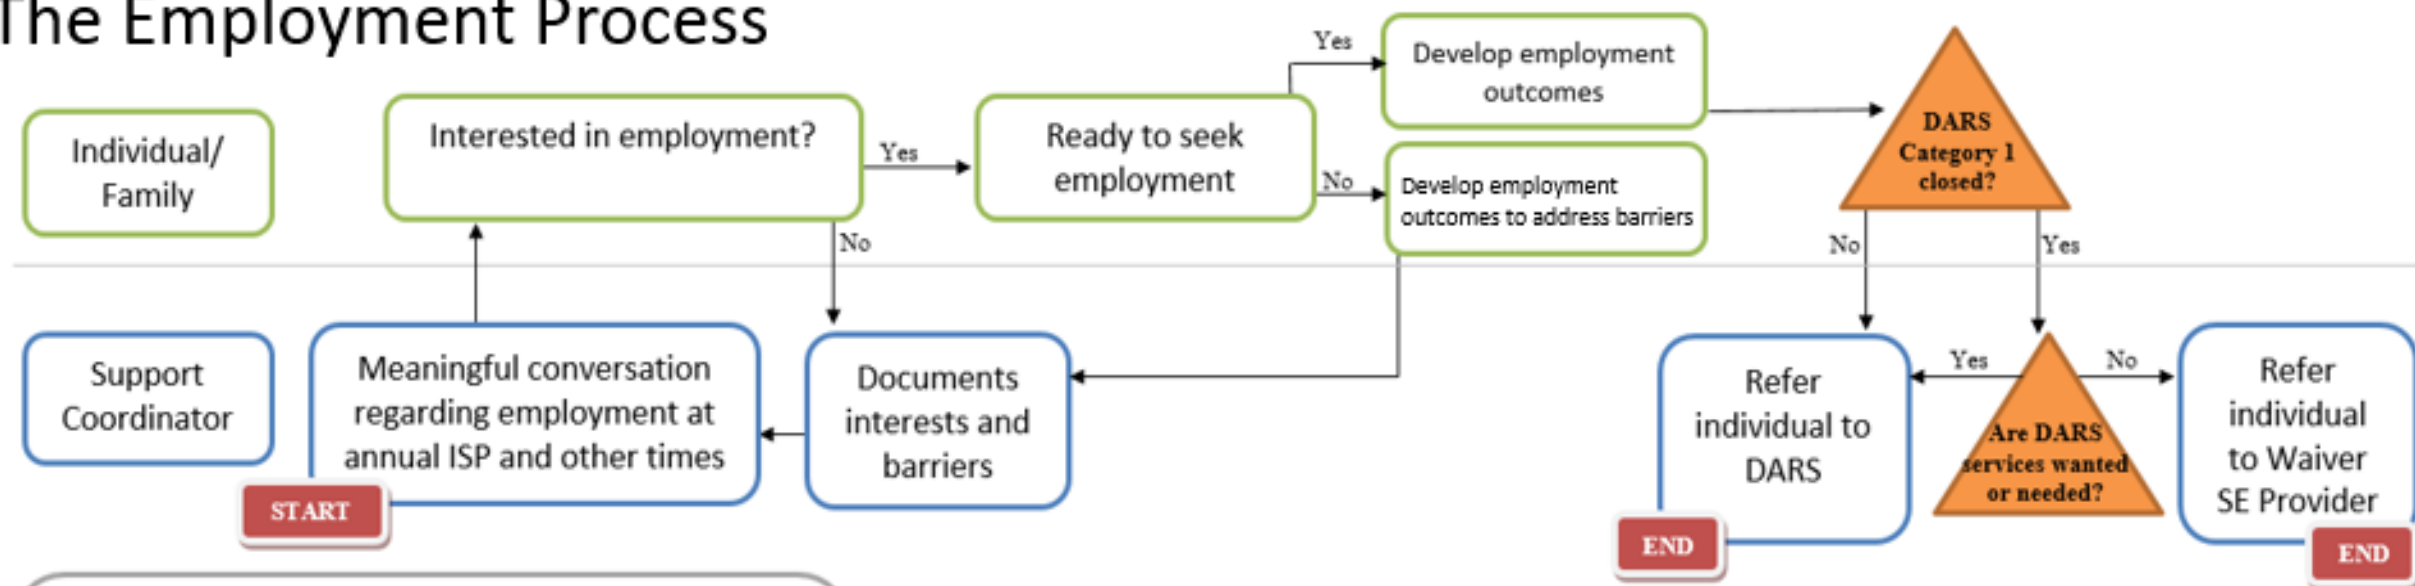 The Employment Process
Individual/
Family
Interested in employment?
Yes
No
Ready to seek
employment
Yes
No
Develop employment
outcomes
Develop employment
outcomes to address barriers
DARS
Category 1
closed?
No
Yes
Support
Coordinator
Meaningful conversation
regarding employment at
annual ISP and other times
START
Documents
interests and
barriers
Refer
individual to
DARS
END
Yes
No
Are DARS
services wanted
or needed?
Refer
individual
to Waiver
SE Provider
END